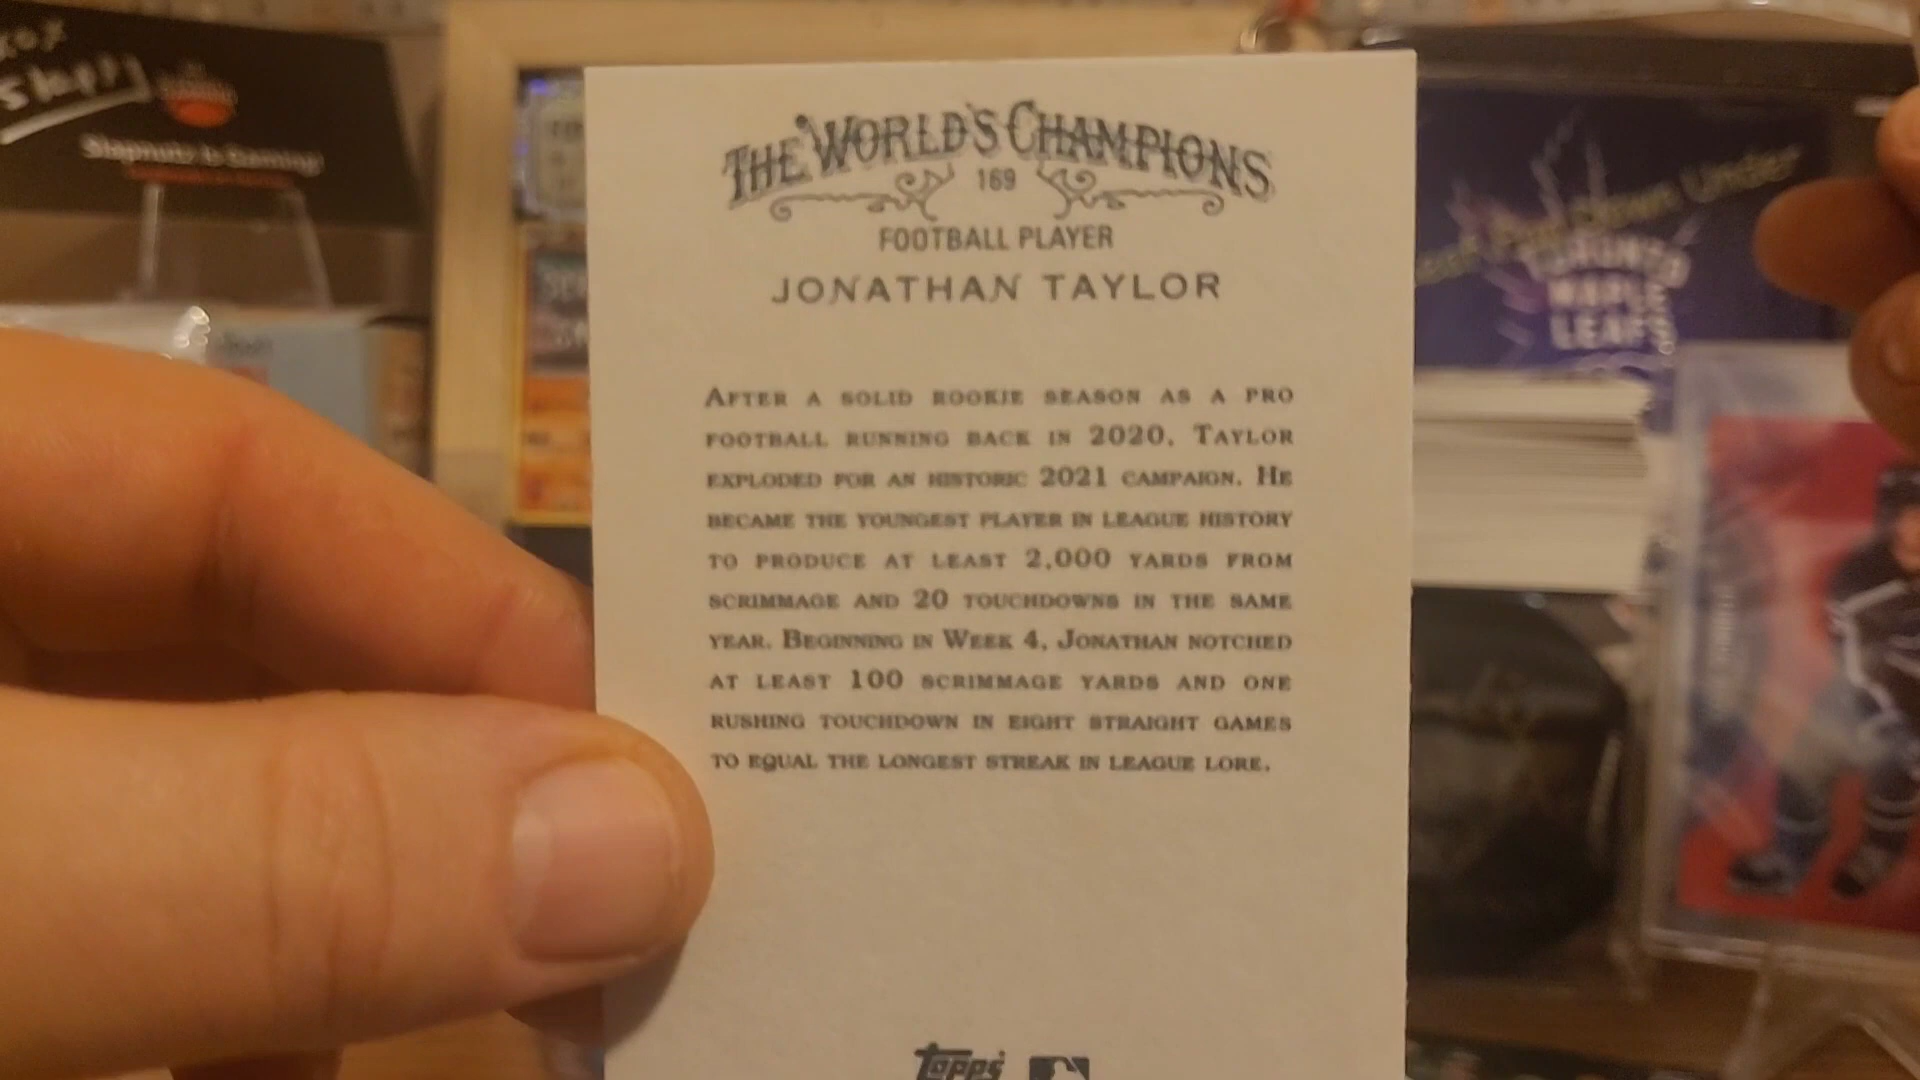 THE WORLD'S CHAMPIONS
169
FOOTBALL PLAYER
JONATHAN TAYLOR
AFTER A SOLID ROOKIE SEASON AS A PRO
FOOTBALL RUNNING BACK IN 2020, TAYLOR
EXPLODED FOR AN HISTORIC 2021 CAMPAIGN. HE
BECAME THE YOUNGEST PLAYER IN LEAGUE HISTORY
TO PRODUCE AT LEAST 2,000 YARDS FROM
SCRIMMAGE AND 20 TOUCHDOWNS IN THE SAME
YEAR. BEGINNING IN WEEK 4, JONATHAN NOTCHED
AT LEAST 100 SCRIMMAGE YARDS AND ONE
RUSHING TOUCHDOWN IN EIGHT STRAIGHT GAMES
TO EQUAL THE LONGEST STREAK IN LEAGUE LORE.
Topps
TORONTO
MAPLE
LEAFS
Down Under